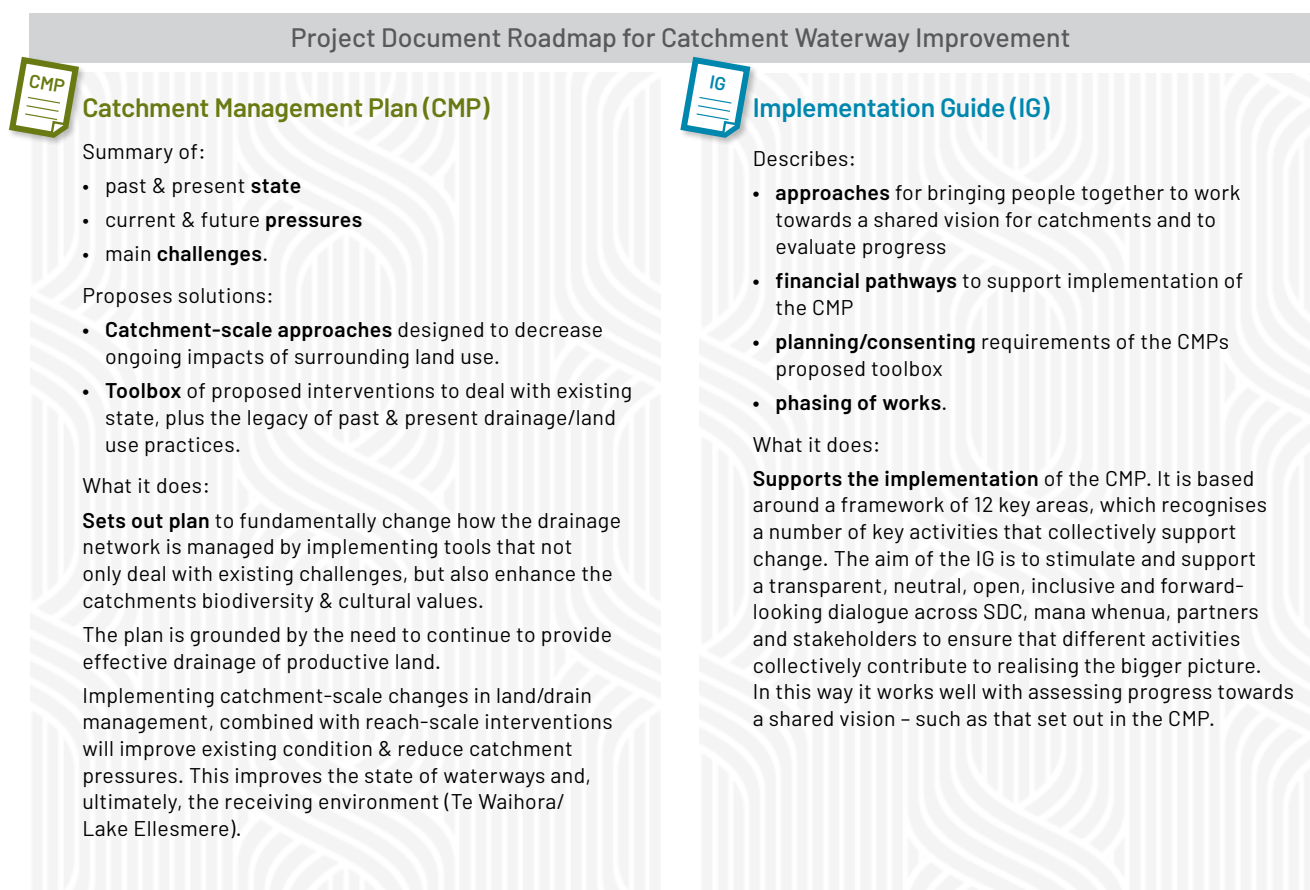 Project Document Roadmap for Catchment Waterway Improvement
CMP
Catchment Management Plan (CMP)
Summary of:
• past & present state
• current & future pressures
• main challenges.
Proposes solutions:
• Catchment-scale approaches designed to decrease
ongoing impacts of surrounding land use.
• Toolbox of proposed interventions to deal with existing
state, plus the legacy of past & present drainage/land
use practices.
What it does:
Sets out plan to fundamentally change how the drainage
network is managed by implementing tools that not
only deal with existing challenges, but also enhance the
catchments biodiversity & cultural values.
The plan is grounded by the need to continue to provide
effective drainage of productive land.
Implementing catchment-scale changes in land/drain
management, combined with reach-scale interventions
will improve existing condition & reduce catchment
pressures. This improves the state of waterways and,
ultimately, the receiving environment (Te Waihora/
Lake Ellesmere).
IG
Implementation Guide (IG)
Describes:
• approaches for bringing people together to work
towards a shared vision for catchments and to
evaluate progress
• financial pathways to support implementation of
the CMP
• planning/consenting requirements of the CMPs
proposed toolbox
• phasing of works.
What it does:
Supports the implementation of the CMP. It is based
around a framework of 12 key areas, which recognises
a number of key activities that collectively support
change. The aim of the IG is to stimulate and support
a transparent, neutral, open, inclusive and forward-
looking dialogue across SDC, mana whenua, partners
and stakeholders to ensure that different activities
collectively contribute to realising the bigger picture.
In this way it works well with assessing progress towards
a shared vision – such as that set out in the CMP.